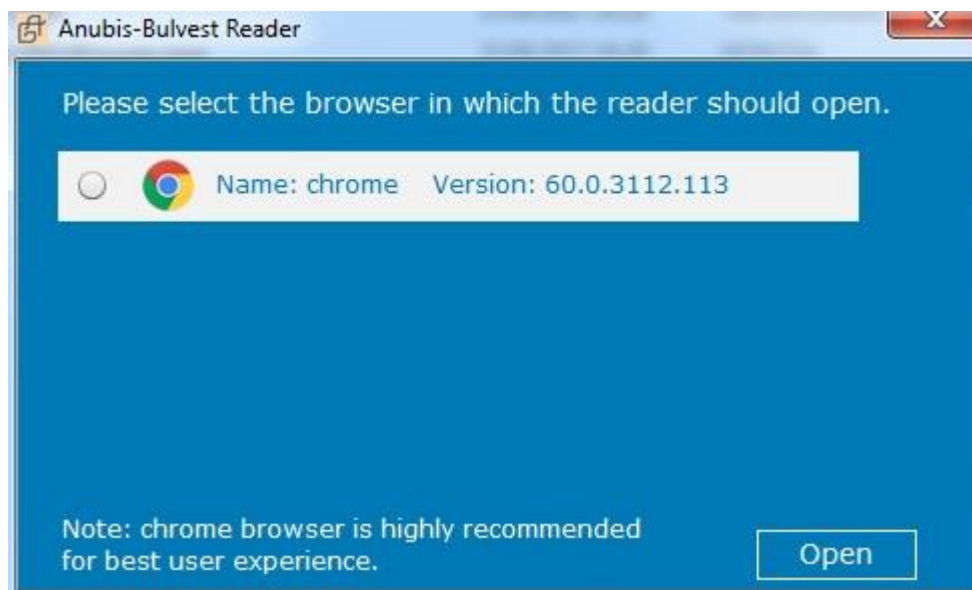 Anubis-Bulvest Reader
Please select the browser in which the reader should open.
Name: chrome Version: 60.0.3112.113
Note: chrome browser is highly recommended
for best user experience.
Open